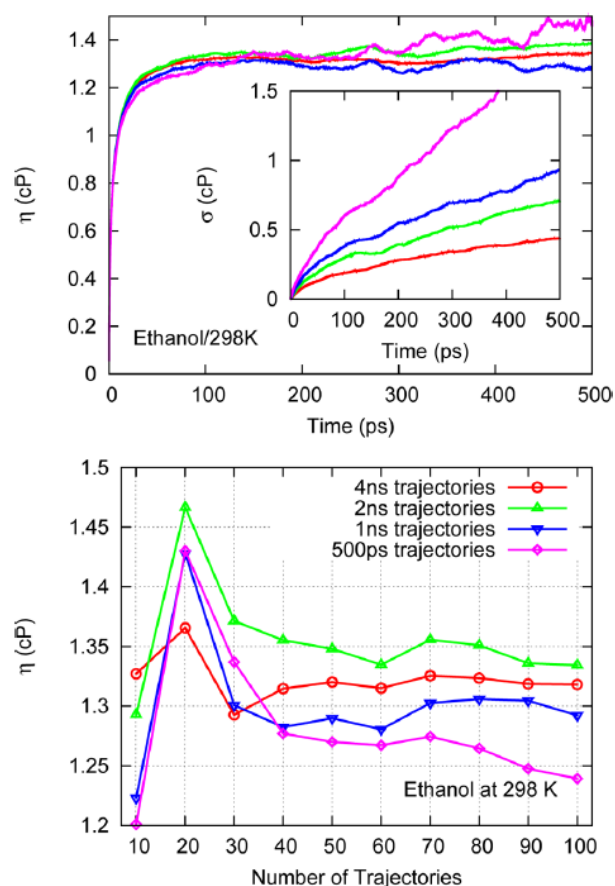 1.4
1.2
1
0.8
0.6
0.4
0.2
0
η (cP)
1.5
1
0.5
0
σ (cP)
0 100 200 300 400 500
Time (ps)
Ethanol/298K
0 100 200 300 400 500
Time (ps)
1.5
1.45
1.4
1.35
1.3
1.25
1.2
η (cP)
4ns trajectories
2ns trajectories
1ns trajectories
500ps trajectories
Ethanol at 298 K
10 20 30 40 50 60 70 80 90 100
Number of Trajectories